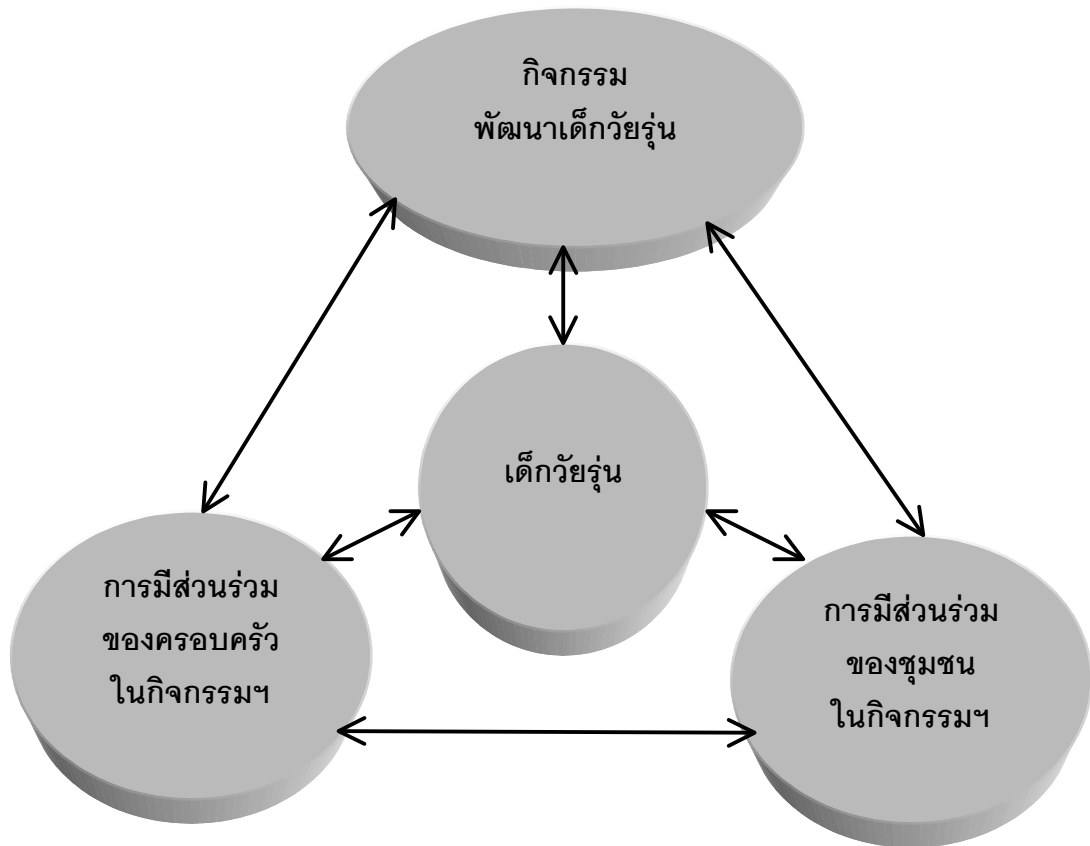 กิจกรรม
พัฒนาเด็กวัยรุ่น
เด็กวัยรุ่น
การมีส่วนร่วม
ของครอบครัว
ในกิจกรรมฯ
การมีส่วนร่วม
ของชุมชน
ในกิจกรรมฯ